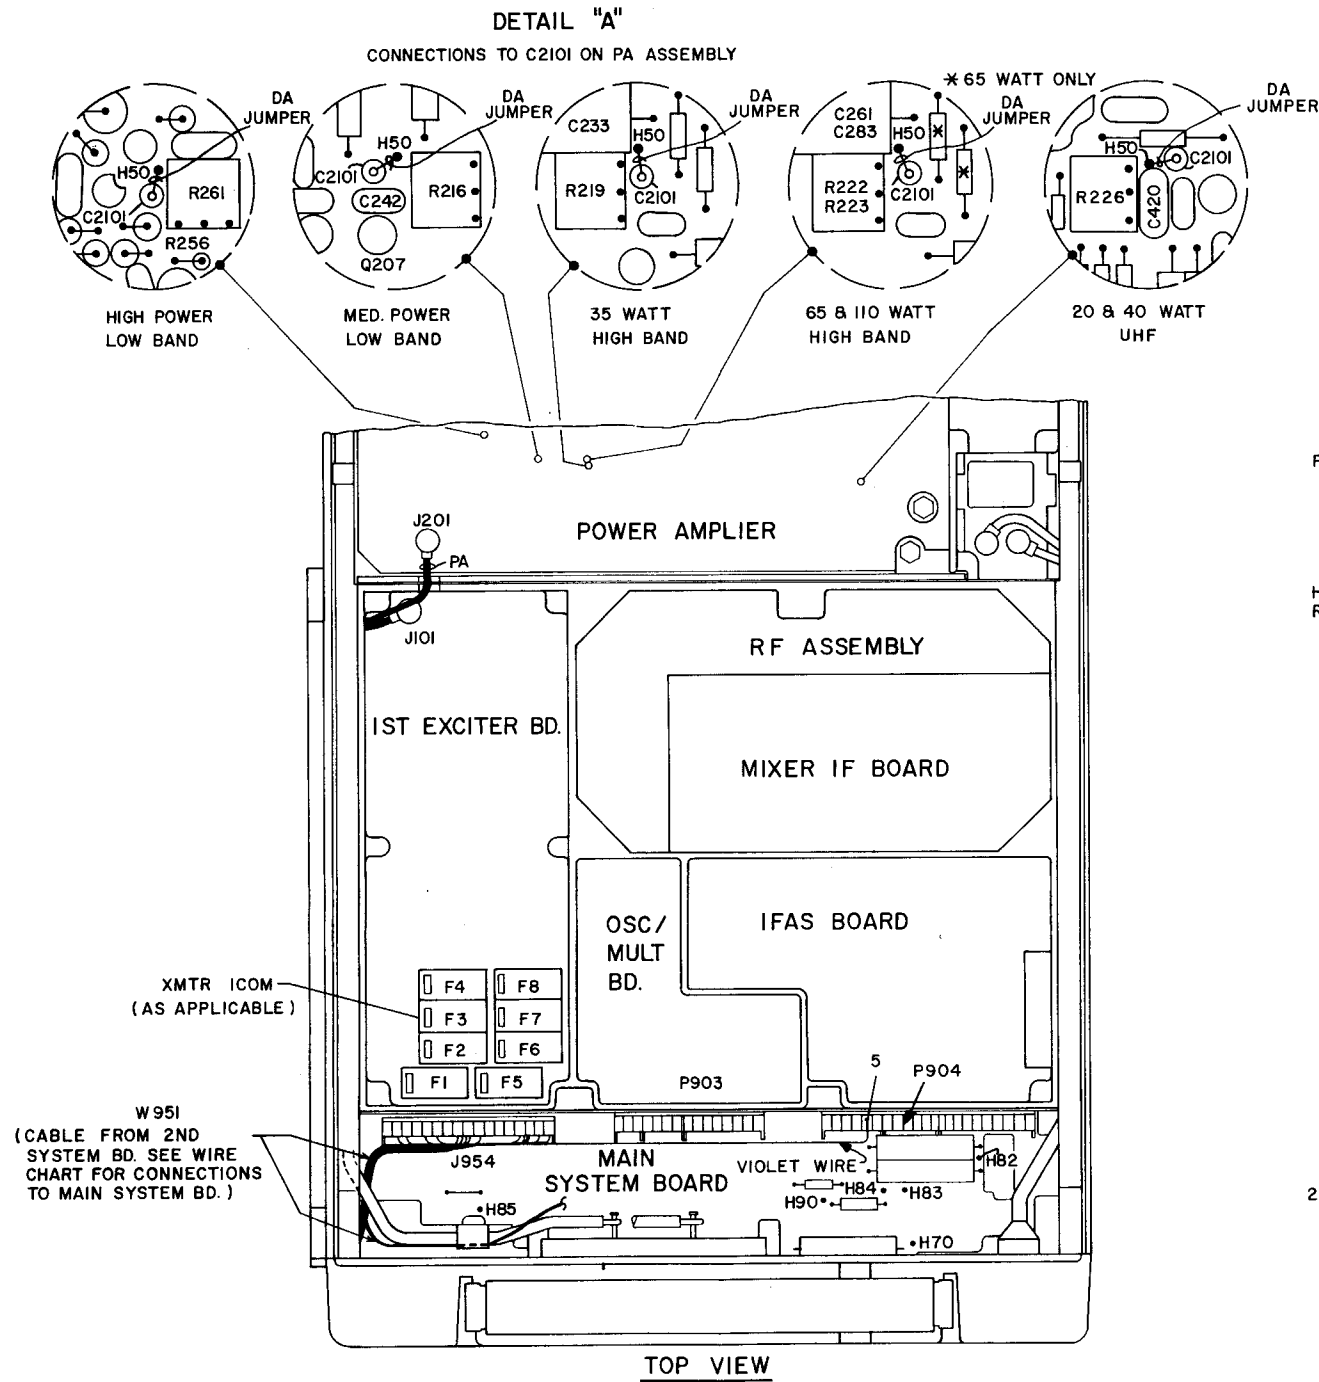 DETAIL "A"
CONNECTIONS TO C2101 ON PA ASSEMBLY
DA
JUMPER
H50
R261
C2101
R256
HIGH POWER
LOW BAND
DA
JUMPER
H50
C2101
R216
C242
Q207
MED. POWER
LOW BAND
DA
JUMPER
C233
H50
R219
C2101
35 WATT
HIGH BAND
* 65 WATT ONLY
DA
JUMPER
C261
C283
H50
R222
R223
C2101
65 & 110 WATT
HIGH BAND
DA
JUMPER
H50
C2101
R226
C420
20 & 40 WATT
UHF
F
H
R
2
J201
POWER AMPLIER
PA
J101
RF ASSEMBLY
1ST EXCITER BD.
MIXER IF BOARD
OSC/
MULT
BD.
IFAS BOARD
XMTR ICOM
(AS APPLICABLE)
F4
F8
F3
F7
F2
F6
F1
F5
P903
5
P904
W951
(CABLE FROM 2ND
SYSTEM BD. SEE WIRE
CHART FOR CONNECTIONS
TO MAIN SYSTEM BD.)
J954
MAIN
SYSTEM BOARD
VIOLET WIRE
H82
H84
H83
H90
H85
H70
TOP VIEW